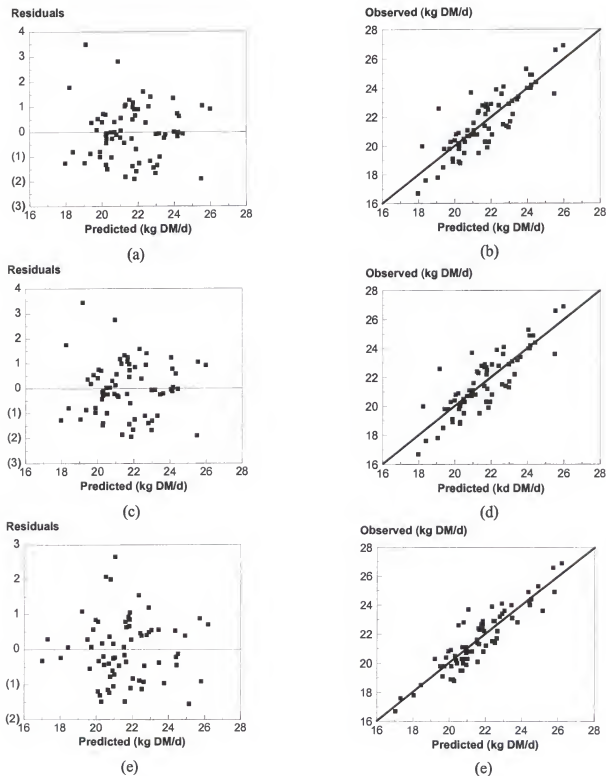 Residuals
4
3
2
1
0
(1)
(2)
(3)
16 18 20 22 24 26 28
Predicted (kg DM/d)
(a)
Observed (kg DM/d)
28
26
24
22
20
18
16
16 18 20 22 24 26 28
Predicted (kg DM/d)
(b)
Residuals
4
3
2
1
0
(1)
(2)
(3)
16 18 20 22 24 26 28
Predicted (kg DM/d)
(c)
Observed (kg DM/d)
28
26
24
22
20
18
16
16 18 20 22 24 26 28
Predicted (kd DM/d)
(d)
Residuals
3
2
1
0
(1)
(2)
16 18 20 22 24 26 28
Predicted (kg DM/d)
(e)
Observed (kg DM/d)
28
26
24
22
20
18
16
16 18 20 22 24 26 28
Predicted (kg DM/d)
(e)